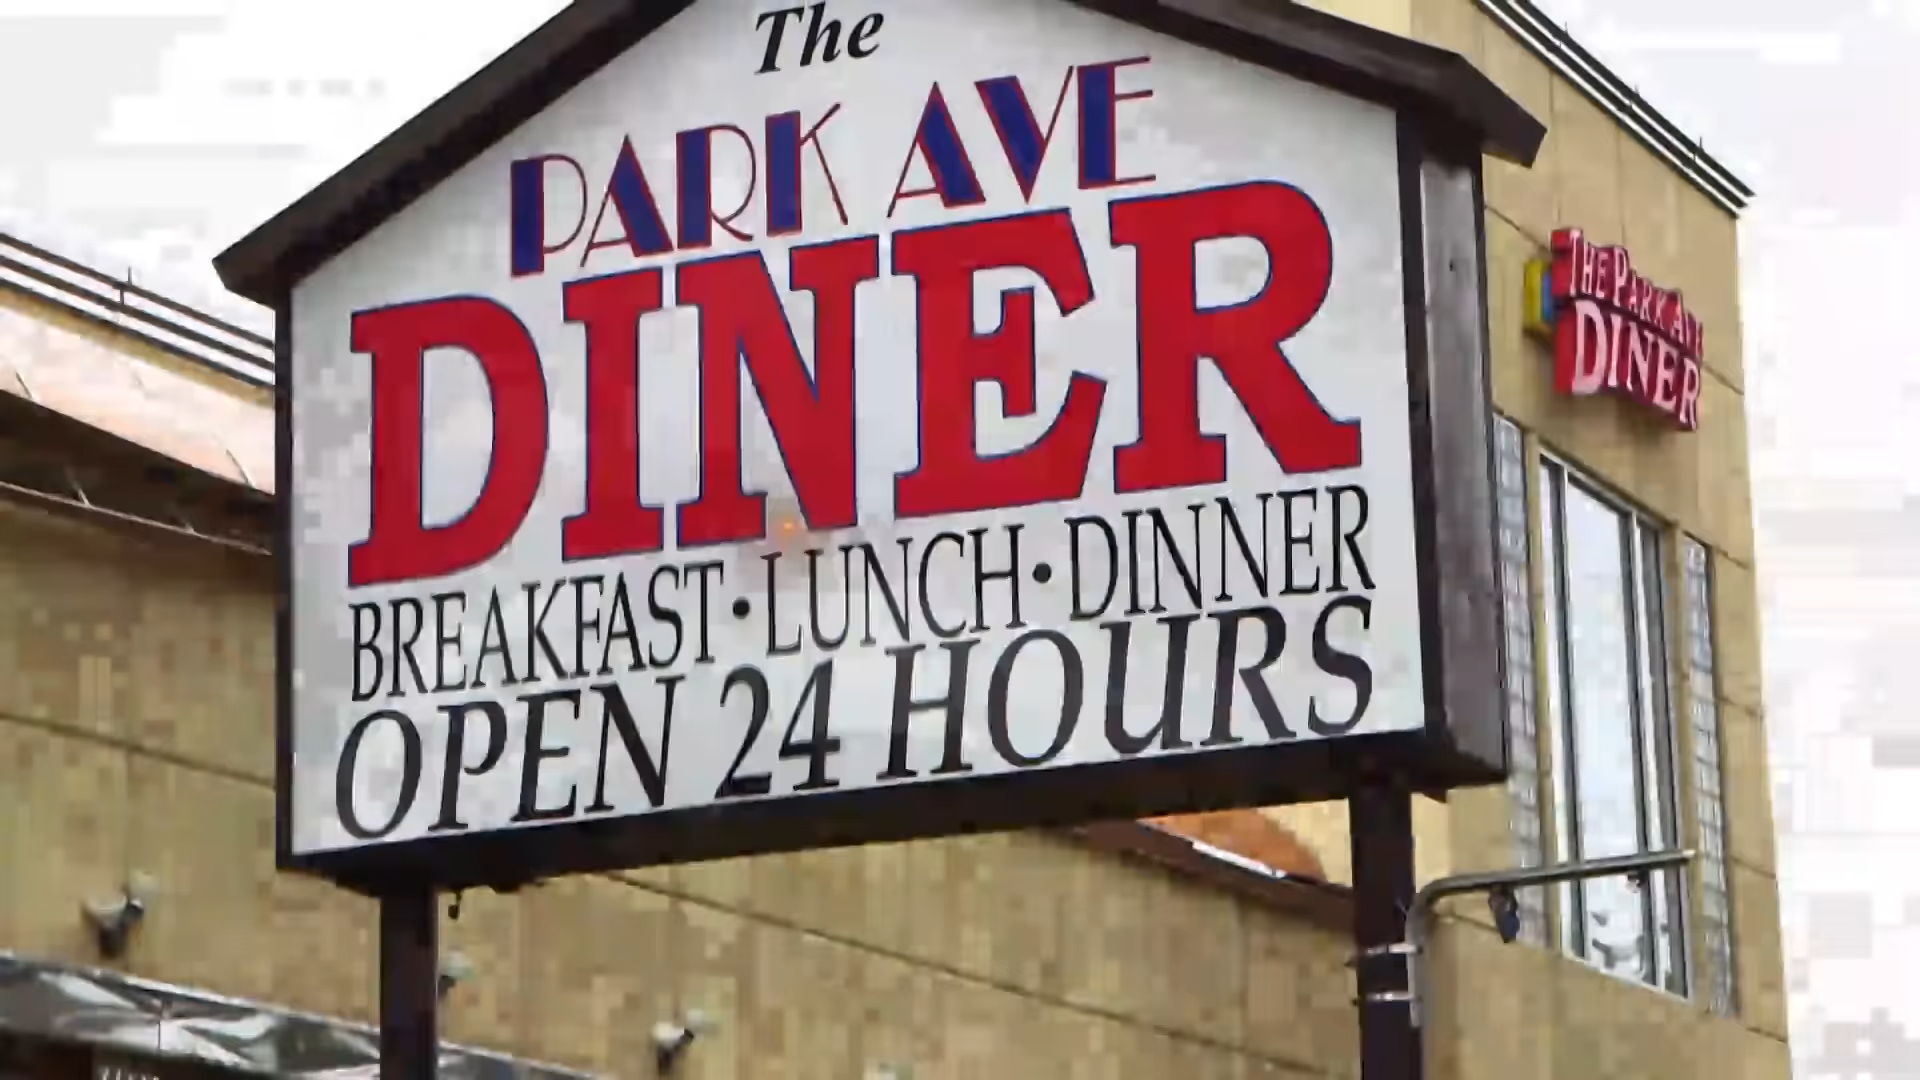 The
PARK AVE
DINER
BREAKFAST·LUNCH·DINNER
OPEN 24 HOURS
THE PARK AVE
DINER